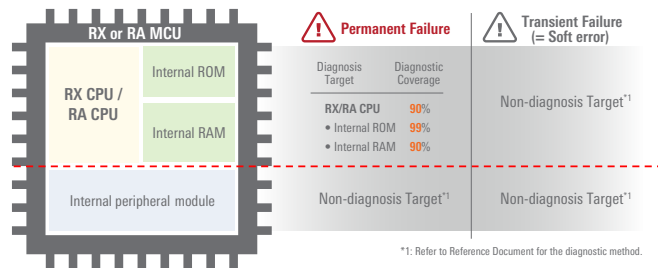 RX or RA MCU
RX CPU /
RA CPU
Internal ROM
Internal RAM
Internal peripheral module
Permanent Failure
Diagnosis
Target
Diagnostic
Coverage
RX/RA CPU 90%
• Internal ROM 99%
• Internal RAM 90%
Non-diagnosis Target*1
Transient Failure
(= Soft error)
Non-diagnosis Target*1
Non-diagnosis Target*1
*1: Refer to Reference Document for the diagnostic method.